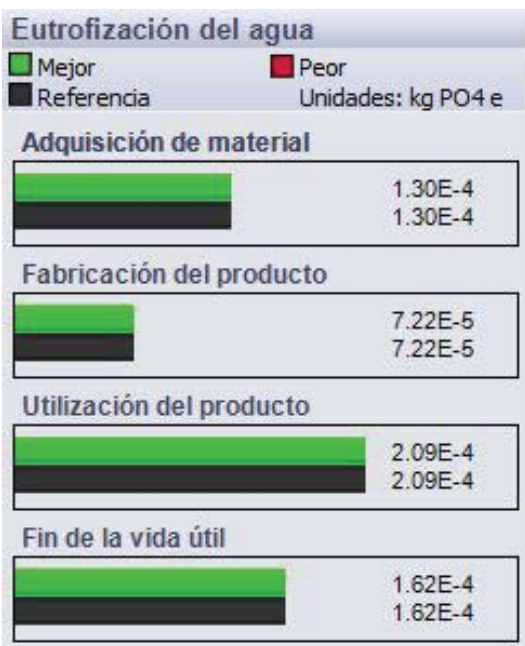 Eutrofización del agua
Mejor Peor
Referencia Unidades: kg PO4 e
Adquisición de material
1.30E-4
1.30E-4
Fabricación del producto
7.22E-5
7.22E-5
Utilización del producto
2.09E-4
2.09E-4
Fin de la vida útil
1.62E-4
1.62E-4